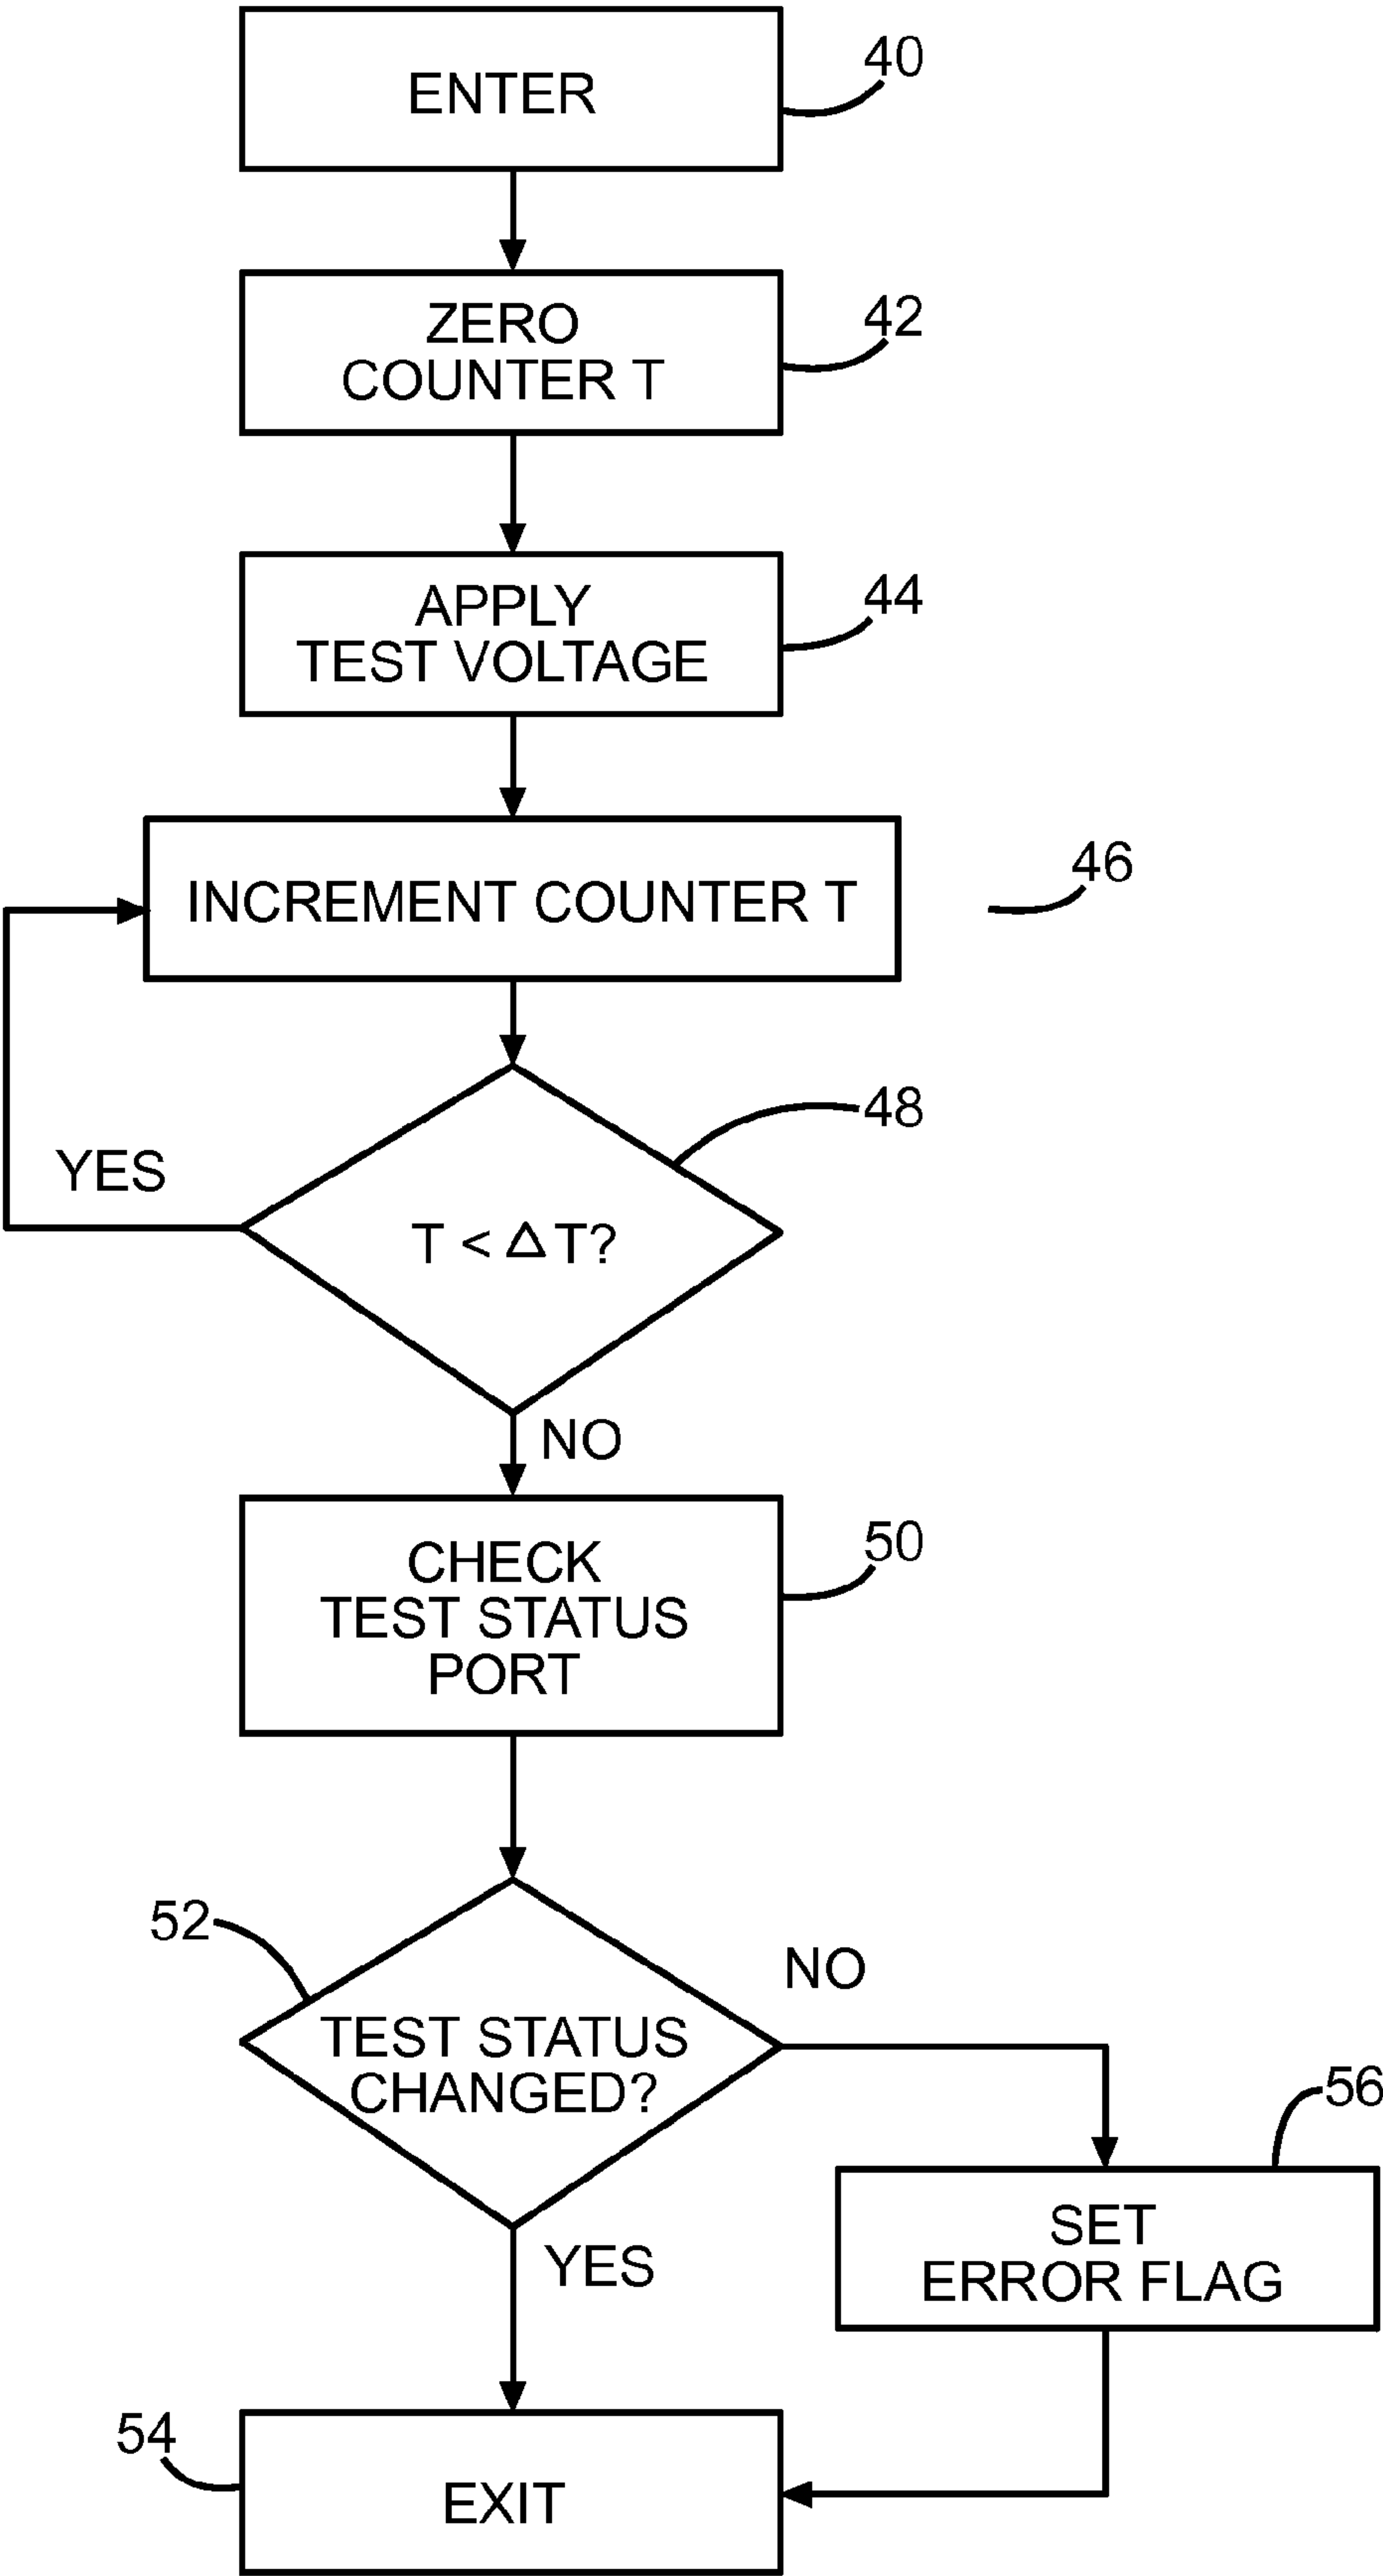 ENTER
40
ZERO
COUNTER T
42
APPLY
TEST VOLTAGE
44
INCREMENT COUNTER T
46
48
YES
T < Δ T?
NO
CHECK
TEST STATUS
PORT
50
52
NO
TEST STATUS
CHANGED?
56
SET
ERROR FLAG
YES
54
EXIT